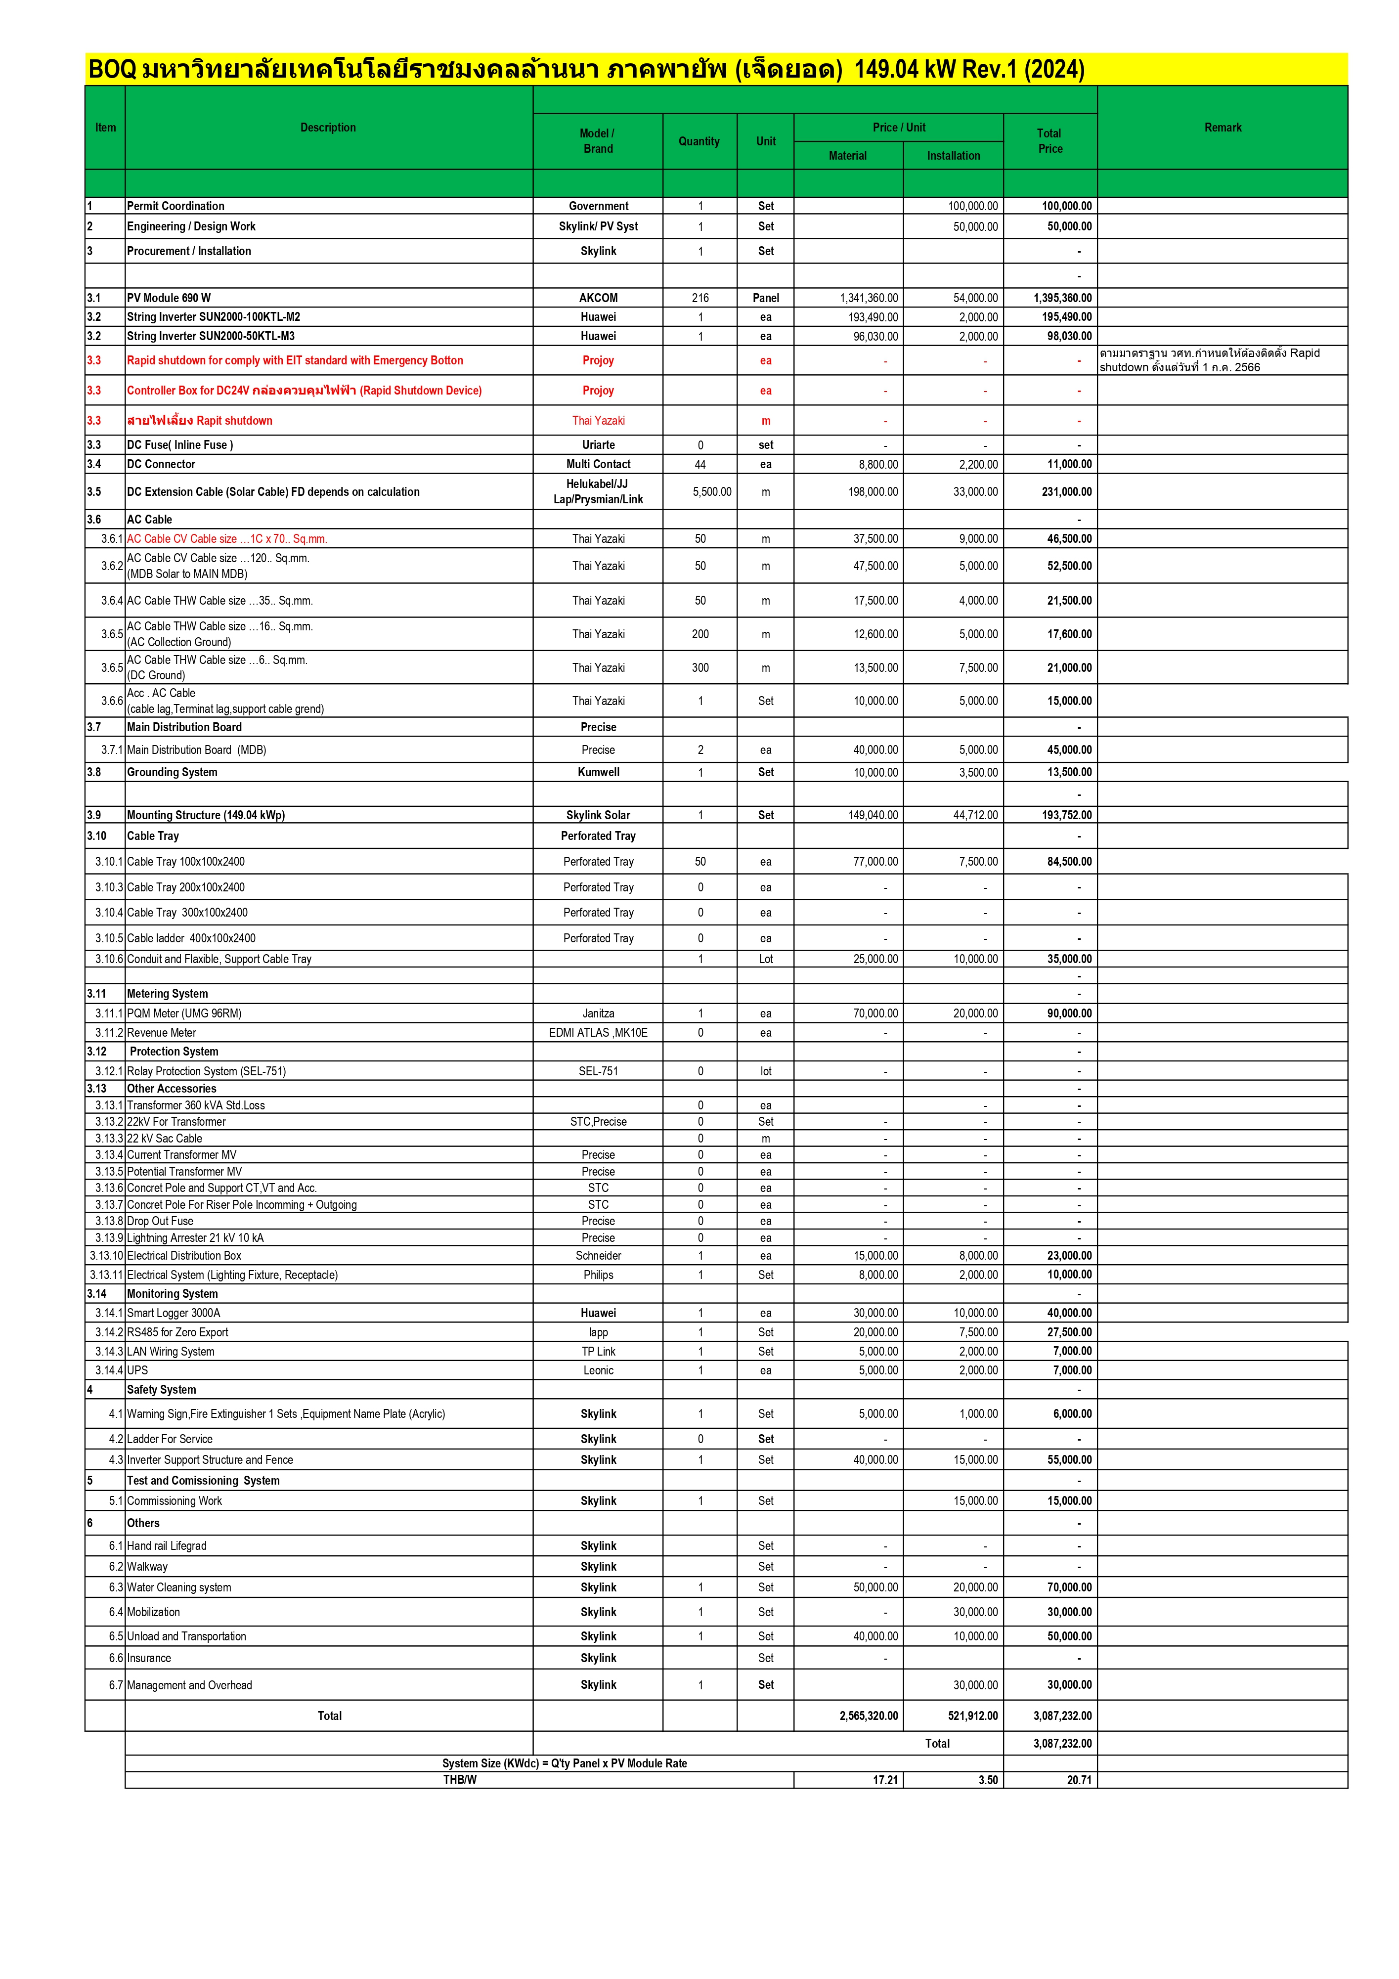 BOQ มหาวิทยาลัยเทคโนโลยีราชมงคลล้านนา ภาคพายัพ (เจ็ดยอด) 149.04 kW Rev.1 (2024)
Item Description Model / Brand Quantity Unit Price / Unit Total Price Remark
Material Installation
1 Permit Coordination Government 1 Set 100,000.00 100,000.00
2 Engineering / Design Work Skylink/ PV Syst 1 Set 50,000.00 50,000.00
3 Procurement / Installation Skylink 1 Set -
-
3.1 PV Module 690 W AKCOM 216 Panel 1,341,360.00 54,000.00 1,395,360.00
3.2 String Inverter SUN2000-100KTL-M2 Huawei 1 ea 193,490.00 2,000.00 195,490.00
3.2 String Inverter SUN2000-50KTL-M3 Huawei 1 ea 96,030.00 2,000.00 98,030.00
3.3 Rapid shutdown for comply with EIT standard with Emergency Botton Projoy ea - - - ตามมาตราฐาน วศท.กำหนดให้ต้องติดตั้ง Rapid
shutdown ตั้งแต่วันที่ 1 ก.ค. 2566
3.3 Controller Box for DC24V กล่องควบคุมไฟฟ้า (Rapid Shutdown Device) Projoy ea - - -
3.3 สายไฟเลี้ยง Rapit shutdown Thai Yazaki m - - -
3.3 DC Fuse( Inline Fuse ) Uriarte 0 set - - -
3.4 DC Connector Multi Contact 44 ea 8,800.00 2,200.00 11,000.00
3.5 DC Extension Cable (Solar Cable) FD depends on calculation Helukabel/JJ Lap/Prysmian/Link 5,500.00 m 198,000.00 33,000.00 231,000.00
3.6 AC Cable -
3.6.1 AC Cable CV Cable size …1C x 70.. Sq.mm. Thai Yazaki 50 m 37,500.00 9,000.00 46,500.00
3.6.2 AC Cable CV Cable size …120.. Sq.mm.
(MDB Solar to MAIN MDB) Thai Yazaki 50 m 47,500.00 5,000.00 52,500.00
3.6.4 AC Cable THW Cable size …35.. Sq.mm. Thai Yazaki 50 m 17,500.00 4,000.00 21,500.00
3.6.5 AC Cable THW Cable size …16.. Sq.mm.
(AC Collection Ground) Thai Yazaki 200 m 12,600.00 5,000.00 17,600.00
3.6.5 AC Cable THW Cable size …6.. Sq.mm.
(DC Ground) Thai Yazaki 300 m 13,500.00 7,500.00 21,000.00
3.6.6 Acc . AC Cable
(cable lag,Terminat lag,support cable grend) Thai Yazaki 1 Set 10,000.00 5,000.00 15,000.00
3.7 Main Distribution Board Precise -
3.7.1 Main Distribution Board (MDB) Precise 2 ea 40,000.00 5,000.00 45,000.00
3.8 Grounding System Kumwell 1 Set 10,000.00 3,500.00 13,500.00
-
3.9 Mounting Structure (149.04 kWp) Skylink Solar 1 Set 149,040.00 44,712.00 193,752.00
3.10 Cable Tray Perforated Tray -
3.10.1 Cable Tray 100x100x2400 Perforated Tray 50 ea 77,000.00 7,500.00 84,500.00
3.10.3 Cable Tray 200x100x2400 Perforated Tray 0 ea - - -
3.10.4 Cable Tray 300x100x2400 Perforated Tray 0 ea - - -
3.10.5 Cable ladder 400x100x2400 Perforated Tray 0 ea - - -
3.10.6 Conduit and Flaxible, Support Cable Tray 1 Lot 25,000.00 10,000.00 35,000.00
-
3.11 Metering System -
3.11.1 PQM Meter (UMG 96RM) Janitza 1 ea 70,000.00 20,000.00 90,000.00
3.11.2 Revenue Meter EDMI ATLAS ,MK10E 0 ea - - -
3.12 Protection System -
3.12.1 Relay Protection System (SEL-751) SEL-751 0 lot - - -
3.13 Other Accessories -
3.13.1 Transformer 360 kVA Std.Loss 0 ea - -
3.13.2 22kV For Transformer STC,Precise 0 Set - - -
3.13.3 22 kV Sac Cable 0 m - - -
3.13.4 Current Transformer MV Precise 0 ea - - -
3.13.5 Potential Transformer MV Precise 0 ea - - -
3.13.6 Concret Pole and Support CT,VT and Acc. STC 0 ea - - -
3.13.7 Concret Pole For Riser Pole Incomming + Outgoing STC 0 ea - - -
3.13.8 Drop Out Fuse Precise 0 ea - - -
3.13.9 Lightning Arrester 21 kV 10 kA Precise 0 ea - - -
3.13.10 Electrical Distribution Box Schneider 1 ea 15,000.00 8,000.00 23,000.00
3.13.11 Electrical System (Lighting Fixture, Receptacle) Philips 1 Set 8,000.00 2,000.00 10,000.00
3.14 Monitoring System -
3.14.1 Smart Logger 3000A Huawei 1 ea 30,000.00 10,000.00 40,000.00
3.14.2 RS485 for Zero Export lapp 1 Set 20,000.00 7,500.00 27,500.00
3.14.3 LAN Wiring System TP Link 1 Set 5,000.00 2,000.00 7,000.00
3.14.4 UPS Leonic 1 ea 5,000.00 2,000.00 7,000.00
4 Safety System -
4.1 Warning Sign,Fire Extinguisher 1 Sets ,Equipment Name Plate (Acrylic) Skylink 1 Set 5,000.00 1,000.00 6,000.00
4.2 Ladder For Service Skylink 0 Set - - -
4.3 Inverter Support Structure and Fence Skylink 1 Set 40,000.00 15,000.00 55,000.00
5 Test and Comissioning System -
5.1 Commissioning Work Skylink 1 Set 15,000.00 15,000.00
6 Others -
6.1 Hand rail Lifegrad Skylink Set - - -
6.2 Walkway Skylink Set - - -
6.3 Water Cleaning system Skylink 1 Set 50,000.00 20,000.00 70,000.00
6.4 Mobilization Skylink 1 Set - 30,000.00 30,000.00
6.5 Unload and Transportation Skylink 1 Set 40,000.00 10,000.00 50,000.00
6.6 Insurance Skylink Set - -
6.7 Management and Overhead Skylink 1 Set 30,000.00 30,000.00
Total 2,565,320.00 521,912.00 3,087,232.00
Total 3,087,232.00
System Size (KWdc) = Q'ty Panel x PV Module Rate
THB/W 17.21 3.50 20.71